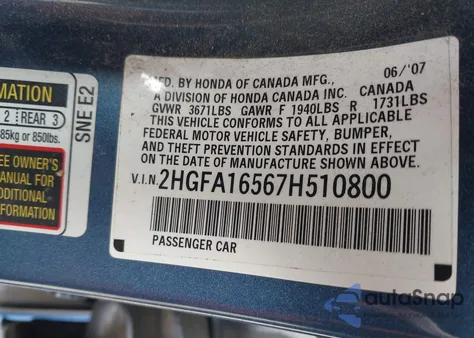 MFD. BY HONDA OF CANADA MFG., 06/'07
A DIVISION OF HONDA CANADA INC. CANADA
GVWR 3671LBS GAWR F 1940LBS R 1731LBS
THIS VEHICLE CONFORMS TO ALL APPLICABLE
FEDERAL MOTOR VEHICLE SAFETY, BUMPER,
AND THEFT PREVENTION STANDARDS IN EFFECT
ON THE DATE OF MANUFACTURE SHOWN ABOVE.
V.I.N. 2HGFA16567H510800
PASSENGER CAR
MATION
2 REAR 3
85kg or 850lbs.
EE OWNER'S
MANUAL FOR
ADDITIONAL
FORMATION
SNE E2
autoSnap